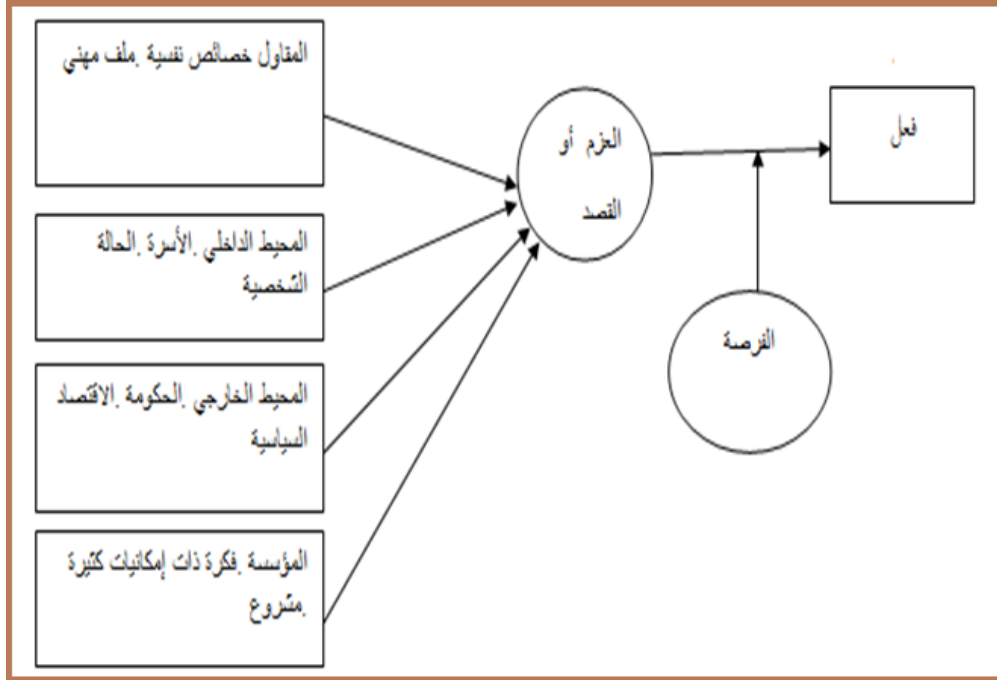 المقاول خصائص نفسية .ملف مهني
المحيط الداخلي .الأسرة .الحالة
الشخصية
المحيط الخارجي .الحكومة .الاقتصاد
السياسية
المؤسسة .فكرة ذات إمكانيات كثيرة
.مشروع
العزم أو
القصد
الفرصة
فعل